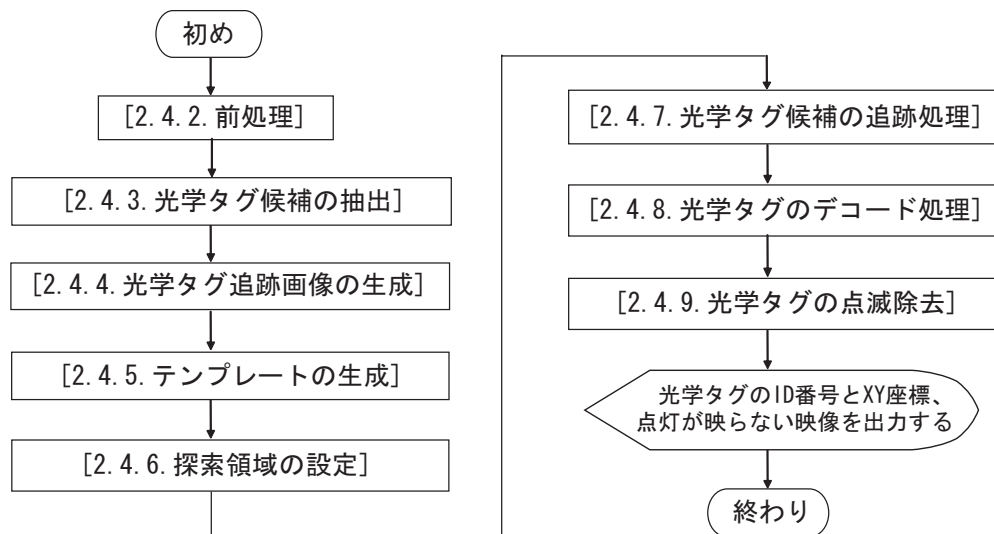 初め
[2.4.2.前処理]
[2.4.3.光学タグ候補の抽出]
[2.4.4.光学タグ追跡画像の生成]
[2.4.5.テンプレートの生成]
[2.4.6.探索領域の設定]
[2.4.7.光学タグ候補の追跡処理]
[2.4.8.光学タグのデコード処理]
[2.4.9.光学タグの点滅除去]
光学タグのID番号とXY座標、
点灯が映らない映像を出力する
終わり